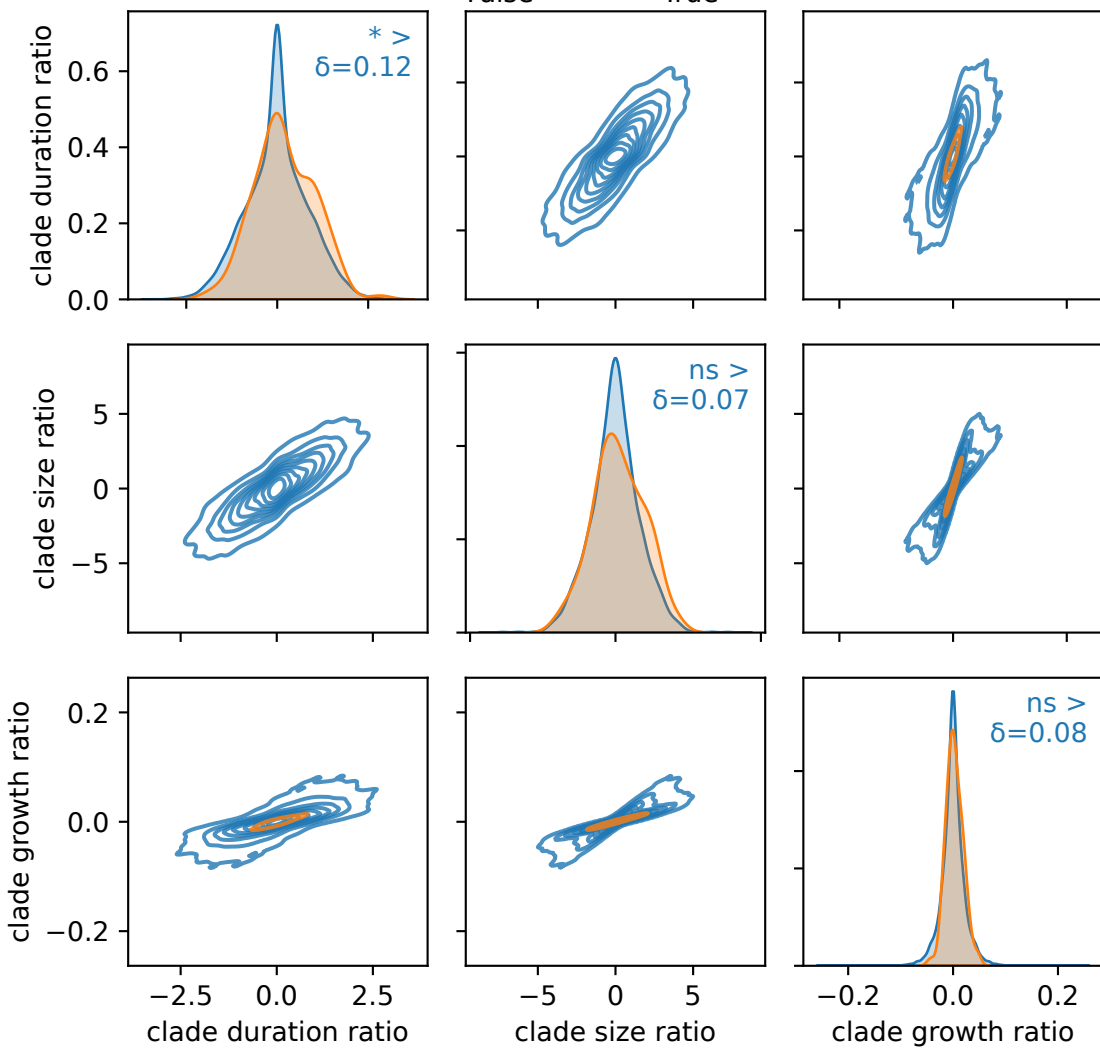 clade duration ratio
0.6
0.4
0.2
0.0
* >
δ=0.12
clade size ratio
5
0
−5
ns >
δ=0.07
clade growth ratio
0.2
0.0
−0.2
ns >
δ=0.08
−2.5 0.0 2.5
−5 0 5
−0.2 0.0 0.2
clade duration ratio
clade size ratio
clade growth ratio